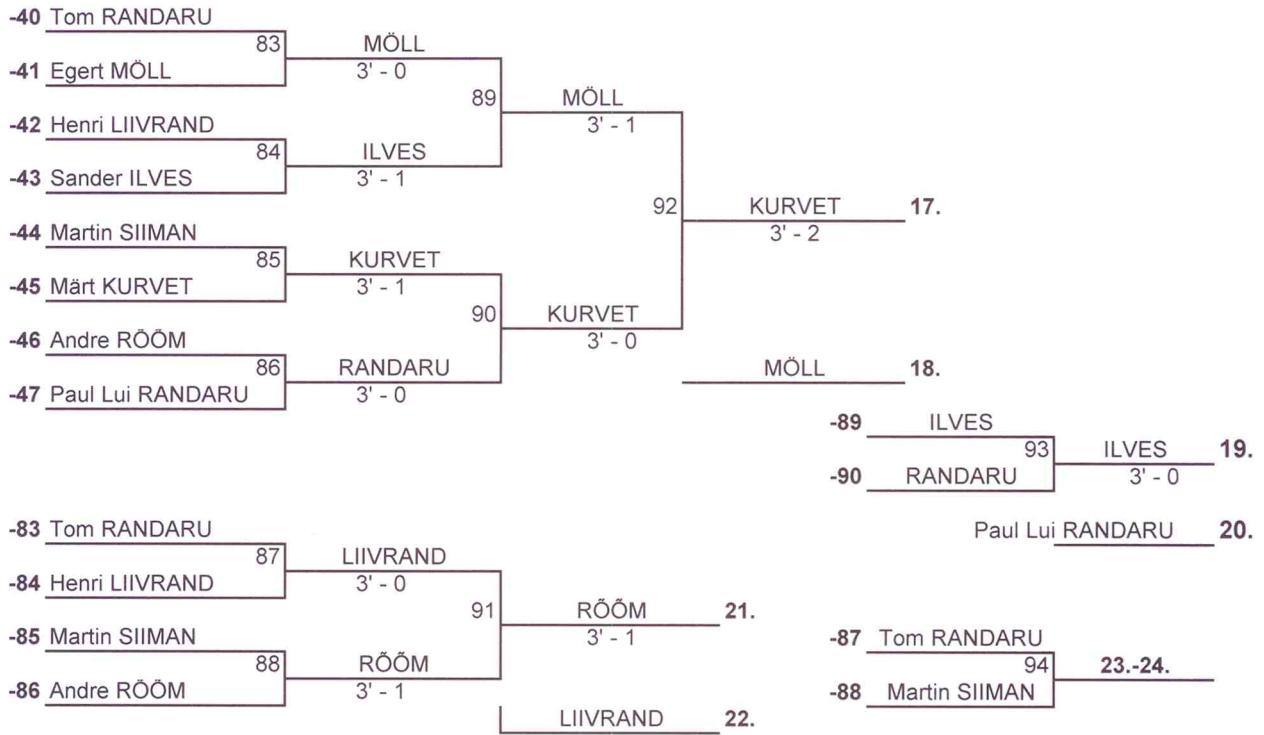 -40 Tom RANDARU
83 MÖLL
3' - 0
-41 Egert MÖLL
89 MÖLL
3' - 1
-42 Henri LIIVRAND
84 ILVES
3' - 1
-43 Sander ILVES
92 KURVET 17.
3' - 2
-44 Martin SIIMAN
85 KURVET
3' - 1
-45 Märt KURVET
90 KURVET
3' - 0
-46 Andre RÕÕM
86 RANDARU
3' - 0
-47 Paul Lui RANDARU
MÖLL 18.
-89 ILVES
93 ILVES 19.
3' - 0
-90 RANDARU
Paul Lui RANDARU 20.
-83 Tom RANDARU
87 LIIVRAND
3' - 0
-84 Henri LIIVRAND
91 RÕÕM 21.
3' - 1
-85 Martin SIIMAN
88 RÕÕM
3' - 1
-86 Andre RÕÕM
LIIVRAND 22.
-87 Tom RANDARU
94 23.-24.
-88 Martin SIIMAN